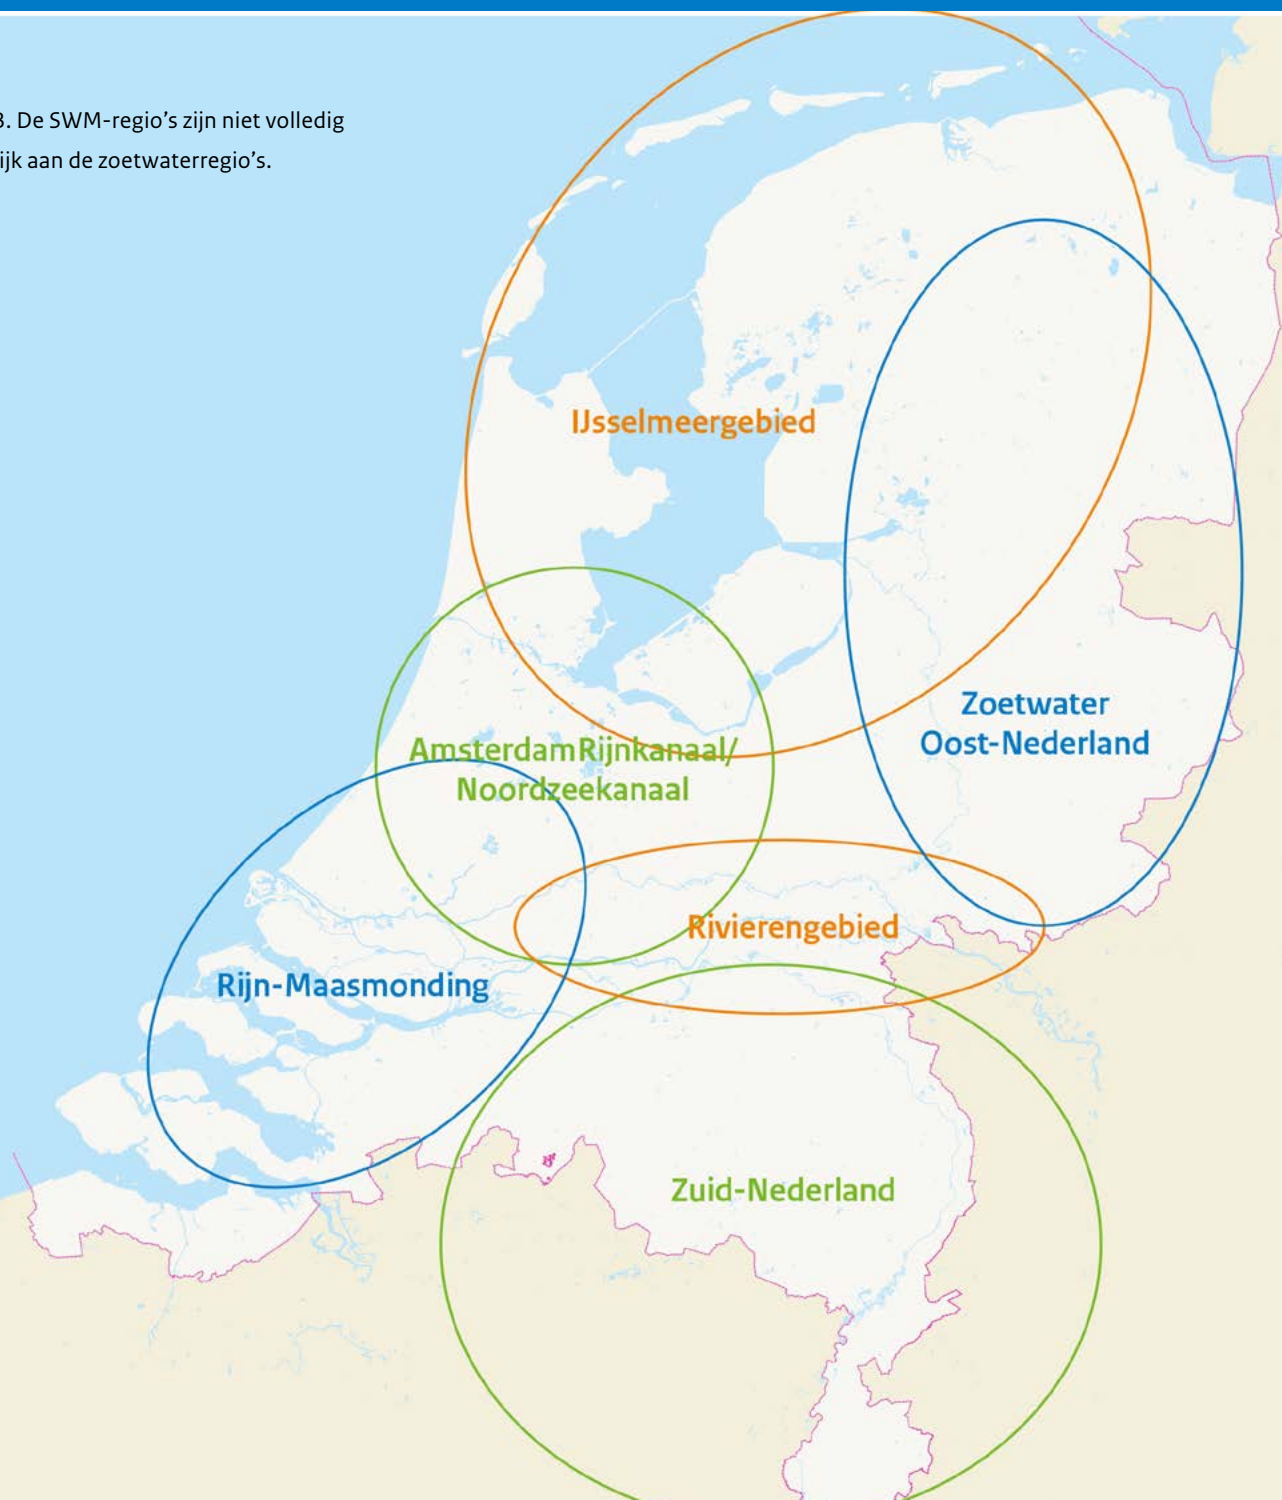 3. De SWM-regio’s zijn niet volledig
ijk aan de zoetwaterregio’s.
IJsselmeergebied
Zoetwater
Oost-Nederland
AmsterdamRijnkanaal/
Noordzeekanaal
Rivierengebied
Rijn-Maasmonding
Zuid-Nederland